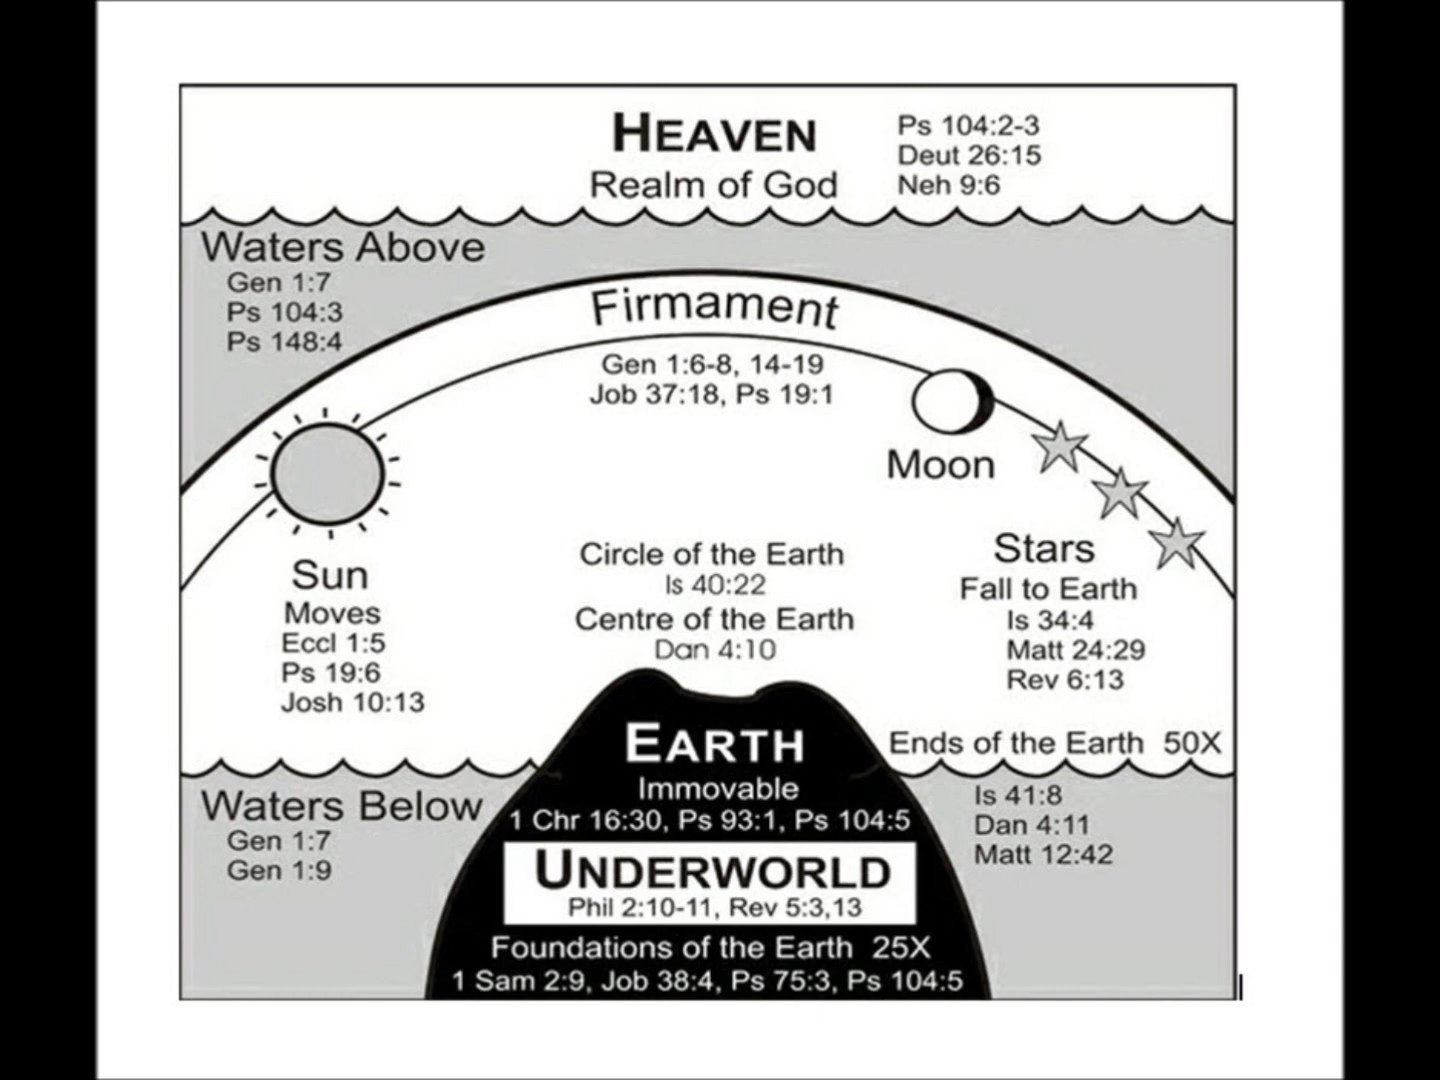 HEAVEN
Realm of God
Ps 104:2-3
Deut 26:15
Neh 9:6
Waters Above
Gen 1:7
Ps 104:3
Ps 148:4
Firmament
Gen 1:6-8, 14-19
Job 37:18, Ps 19:1
Moon
Sun
Moves
Eccl 1:5
Ps 19:6
Josh 10:13
Circle of the Earth
Is 40:22
Centre of the Earth
Dan 4:10
Stars
Fall to Earth
Is 34:4
Matt 24:29
Rev 6:13
Ends of the Earth 50X
Is 41:8
Dan 4:11
Matt 12:42
Waters Below
Gen 1:7
Gen 1:9
EARTH
Immovable
1 Chr 16:30, Ps 93:1, Ps 104:5
UNDERWORLD
Phil 2:10-11, Rev 5:3,13
Foundations of the Earth 25X
1 Sam 2:9, Job 38:4, Ps 75:3, Ps 104:5